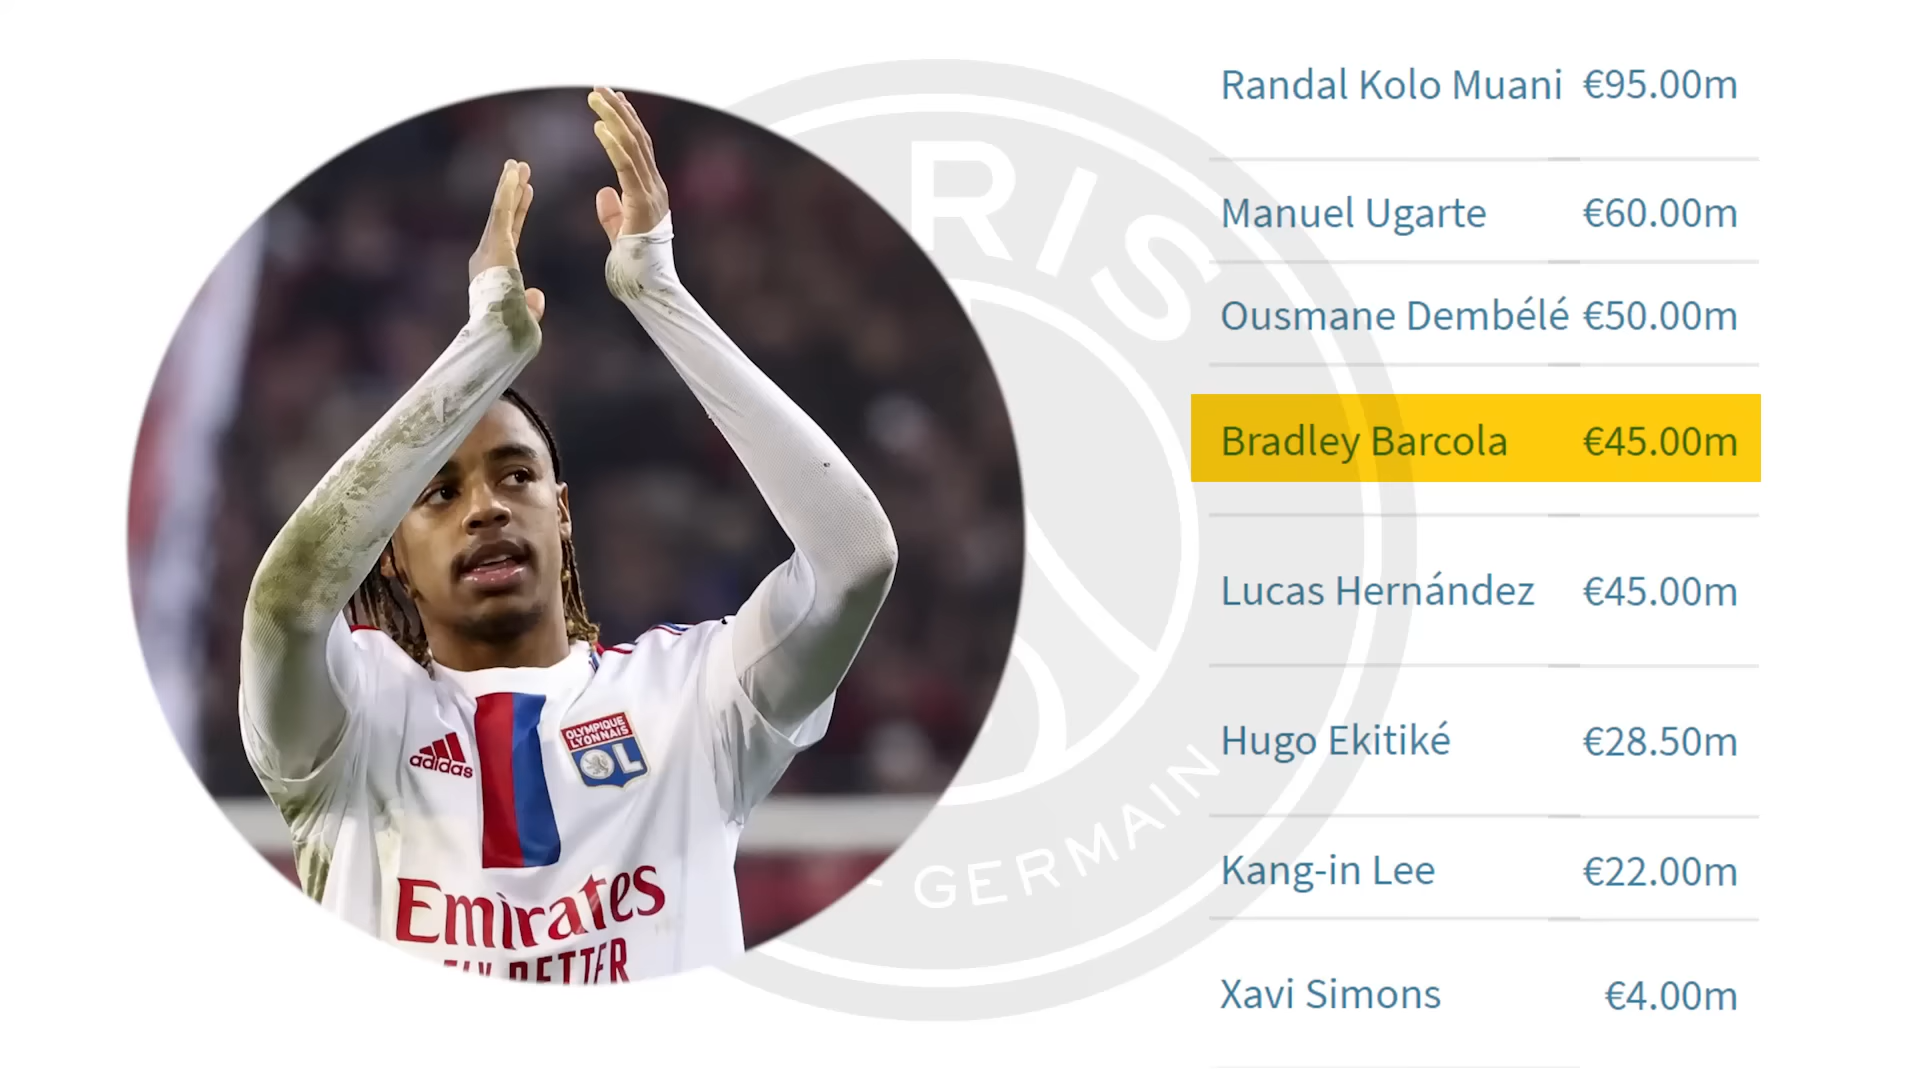 Randal Kolo Muani €95.00m
Manuel Ugarte €60.00m
Ousmane Dembélé €50.00m
Bradley Barcola €45.00m
Lucas Hernández €45.00m
Hugo Ekitiké €28.50m
Kang-in Lee €22.00m
Xavi Simons €4.00m
RIS
GERMAIN
adidas
OLYMPIQUE
LYONNAIS
OL
Emirates